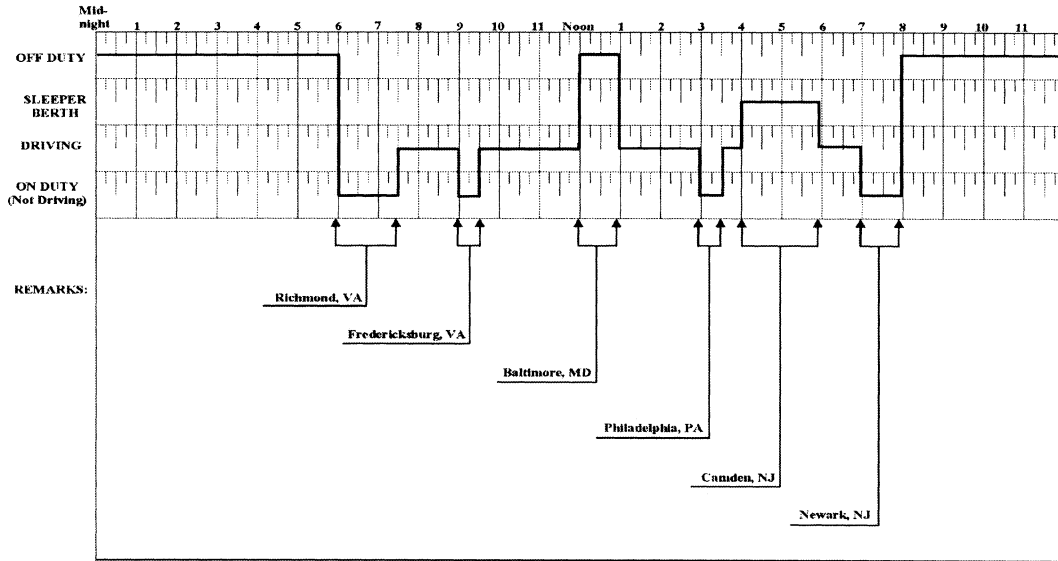 Mid-
night 1 2 3 4 5 6 7 8 9 10 11 Noon 1 2 3 4 5 6 7 8 9 10 11
OFF DUTY
SLEEPER
BERTH
DRIVING
ON DUTY
(Not Driving)
REMARKS:
Richmond, VA
Fredericksburg, VA
Baltimore, MD
Philadelphia, PA
Camden, NJ
Newark, NJ